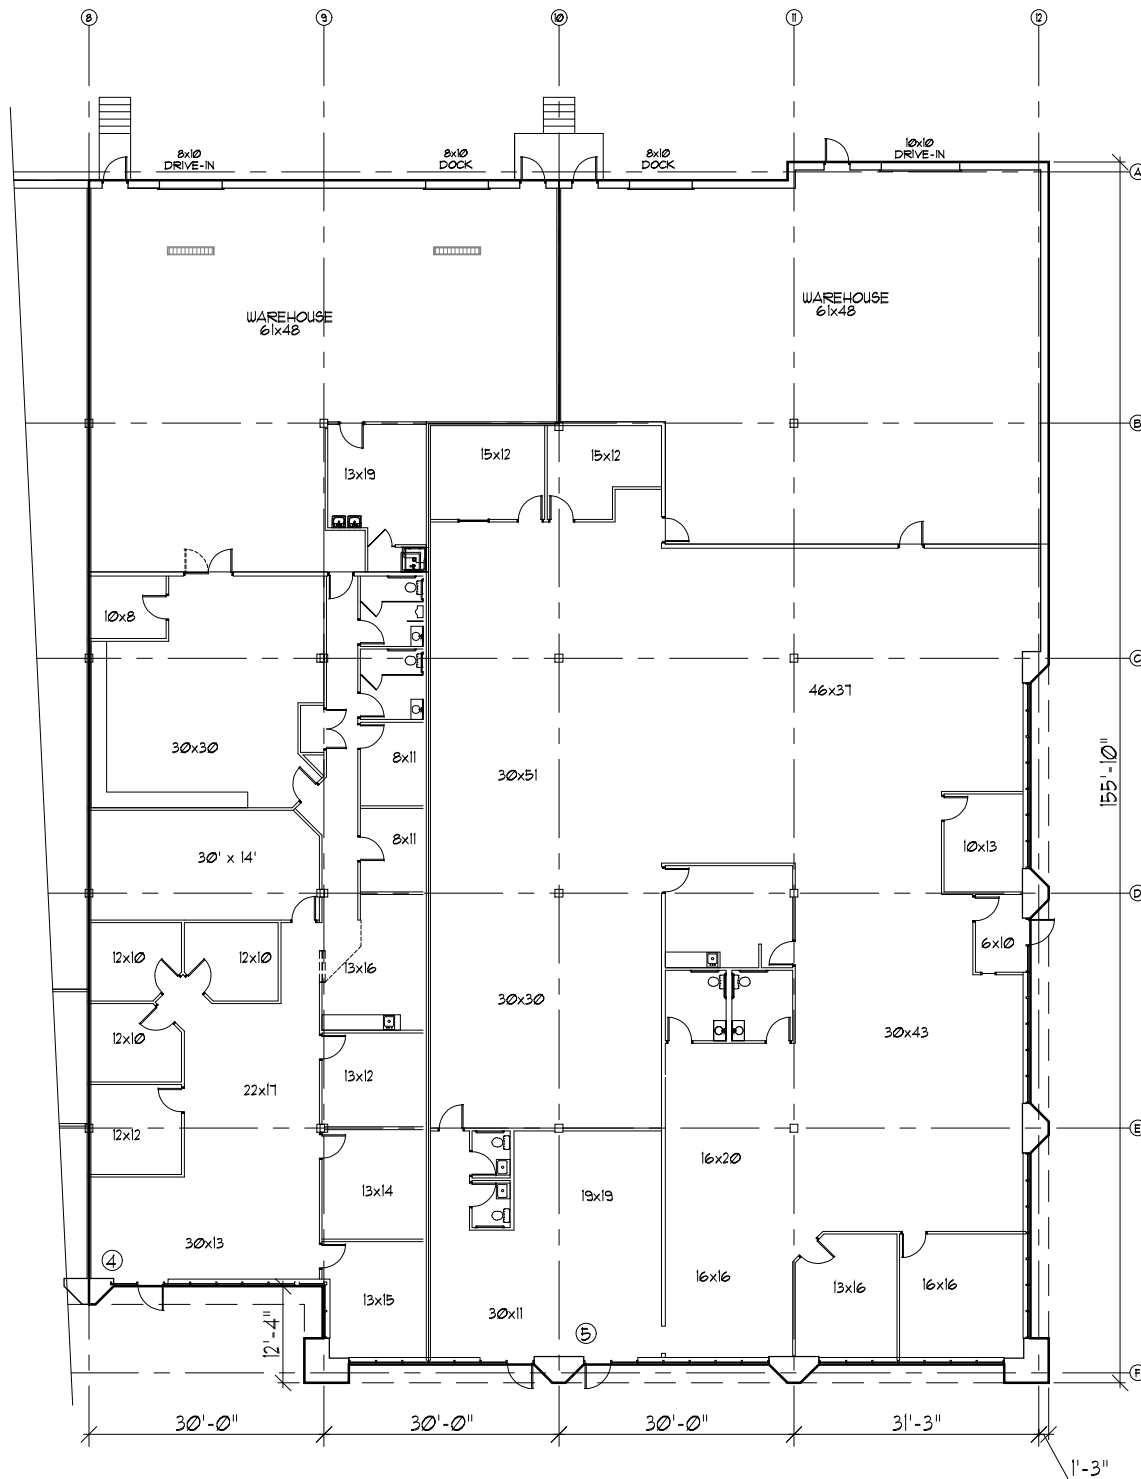 8
9
10
11
12
8x10
DRIVE-IN
8x10
DOCK
8x10
DOCK
10x10
DRIVE-IN
A
WAREHOUSE
61x48
WAREHOUSE
61x48
B
15x12
15x12
13x19
10x8
C
46x37
30x30
8x11
30x51
155'-10"
8x11
10x13
30' x 14'
D
12x10
12x10
6x10
13x16
30x30
12x10
30x43
13x12
22x17
12x12
E
16x20
13x14
19x19
30x13
4
16x16
13x16
16x16
13x15
30x11
5
12'-4"
F
30'-0"
30'-0"
30'-0"
31'-3"
1'-3"